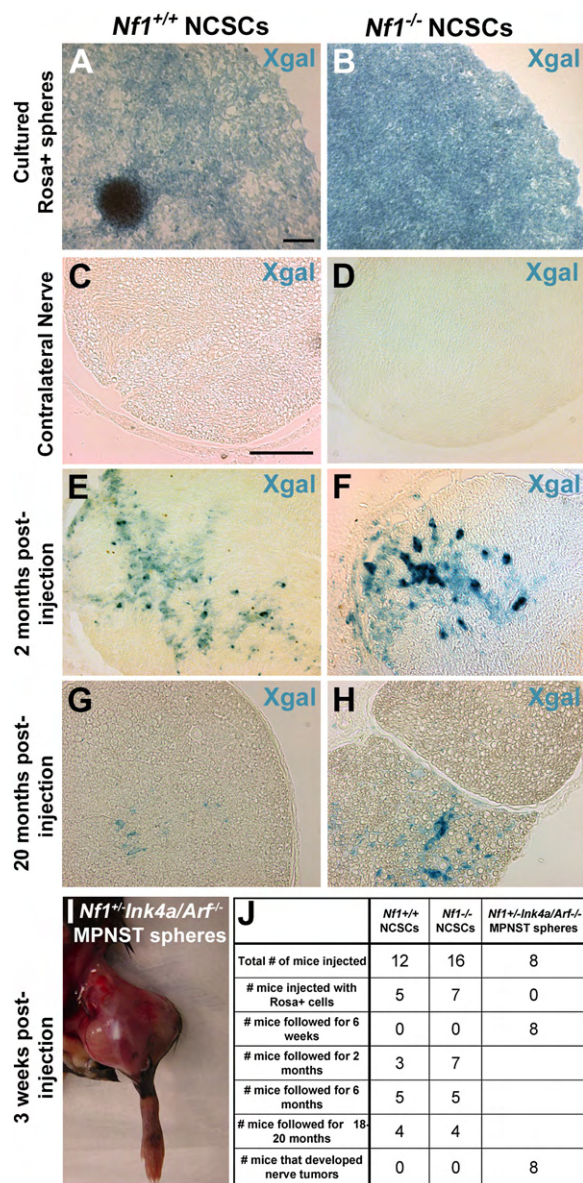 Nf1+/+ NCSCs Nf1-/- NCSCs
Cultured
Rosa+ spheres
A Xgal
B Xgal
Contralateral Nerve
C Xgal
D Xgal
2 months post-
injection
E Xgal
F Xgal
20 months post-
injection
G Xgal
H Xgal
3 weeks post-
injection
I Nf1+/-Ink4a/Arf-/-
MPNST spheres
J
Nf1+/+ NCSCs Nf1-/- NCSCs Nf1+/-Ink4a/Arf-/- MPNST spheres
Total # of mice injected 12 16 8
# mice injected with Rosa+ cells 5 7 0
# mice followed for 6 weeks 0 0 8
# mice followed for 2 months 3 7
# mice followed for 6 months 5 5
# mice followed for 18-20 months 4 4
# mice that developed nerve tumors 0 0 8